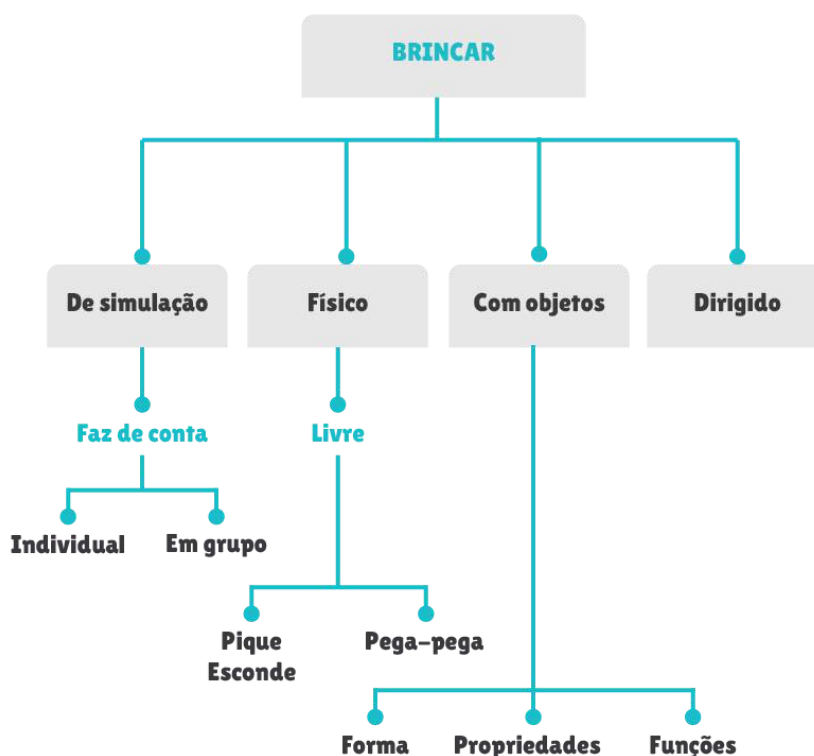 BRINCAR
De simulação
Físico
Com objetos
Dirigido
Faz de conta
Livre
Individual
Em grupo
Pique
Esconde
Pega-pega
Forma
Propriedades
Funções